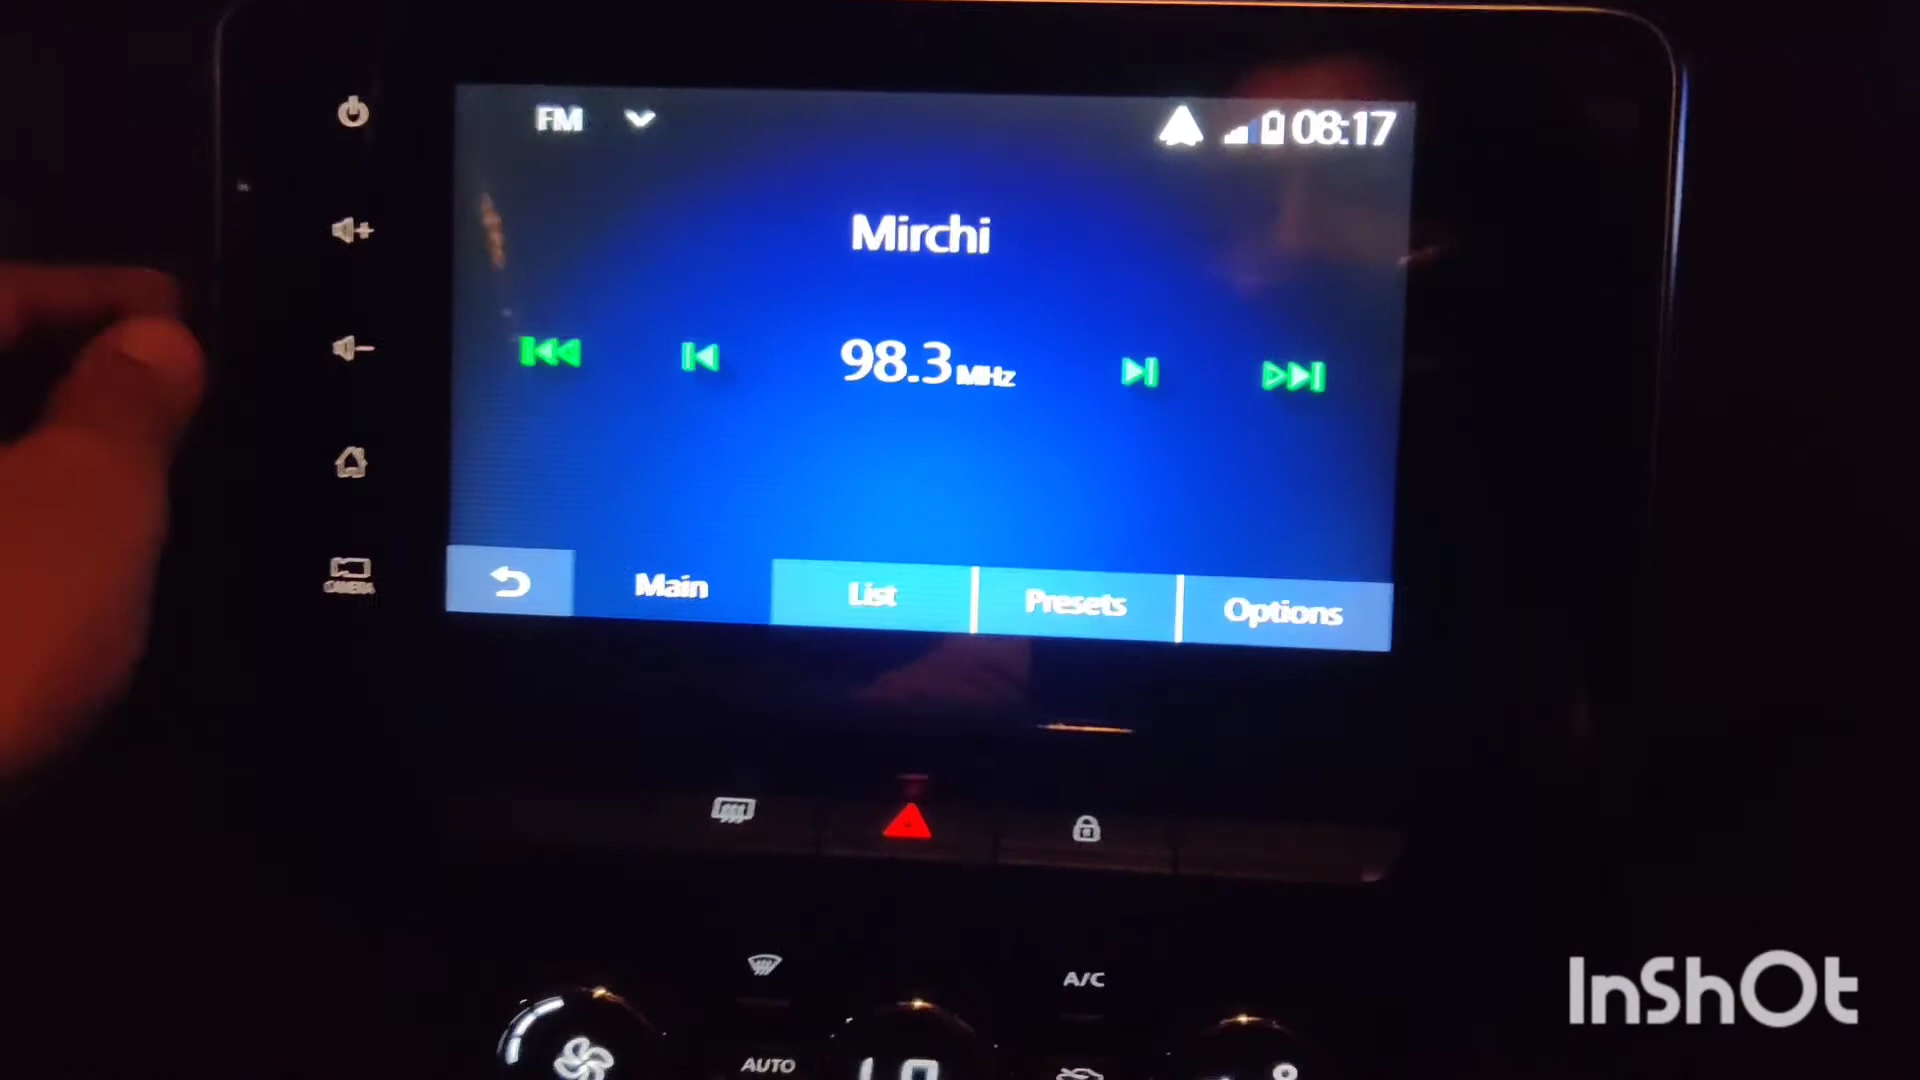 FM
08:17
Mirchi
98.3 MHz
CAMERA
Main
List
Presets
Options
A/C
AUTO
InShOt